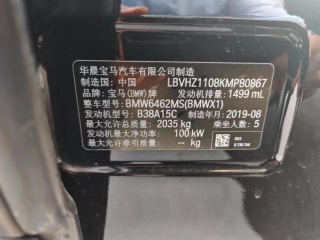 华晨宝马汽车有限公司制造
制造国：中国 LBVHZ1108KMP80867
品牌：宝马(BMW)牌 发动机排量：1499 mL
整车型号：BMW6462MS(BMWX1)
发动机型号：B38A15C 制造年月：2019-08
最大允许总质量：2035 kg 乘坐人数：5
发动机最大净功率：100 kW
最大允许牵引质量：-- kg